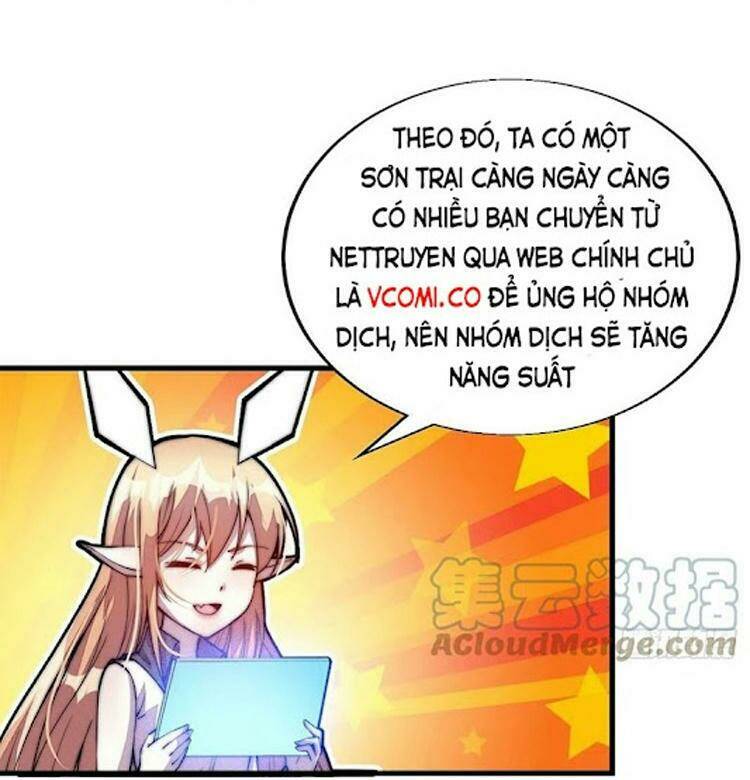 THEO ĐÓ, TA CÓ MỘT
SƠN TRẠI CÀNG NGÀY CÀNG
CÓ NHIỀU BẠN CHUYỂN TỪ
NETTRUYEN QUA WEB CHÍNH CHỦ
LÀ VCOMI.CO ĐỂ ỦNG HỘ NHÓM
DỊCH, NÊN NHÓM DỊCH SẼ TĂNG
NĂNG SUẤT
集云数据
AcloudMerge.com